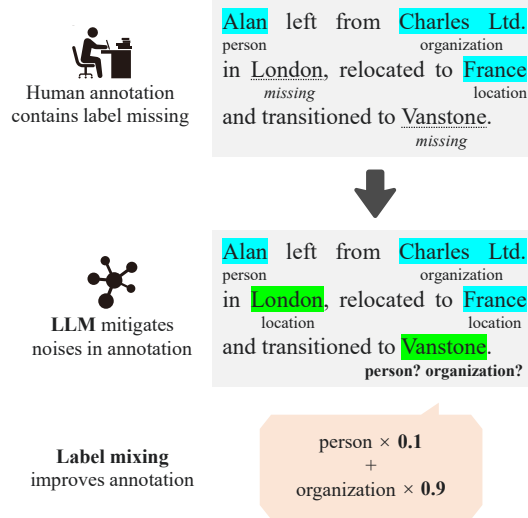 Human annotation
contains label missing
Alan left from Charles Ltd.
person organization
in London, relocated to France
missing location
and transitioned to Vanstone.
missing
LLM mitigates
noises in annotation
Alan left from Charles Ltd.
person organization
in London, relocated to France
location location
and transitioned to Vanstone.
person? organization?
Label mixing
improves annotation
person × 0.1
+
organization × 0.9